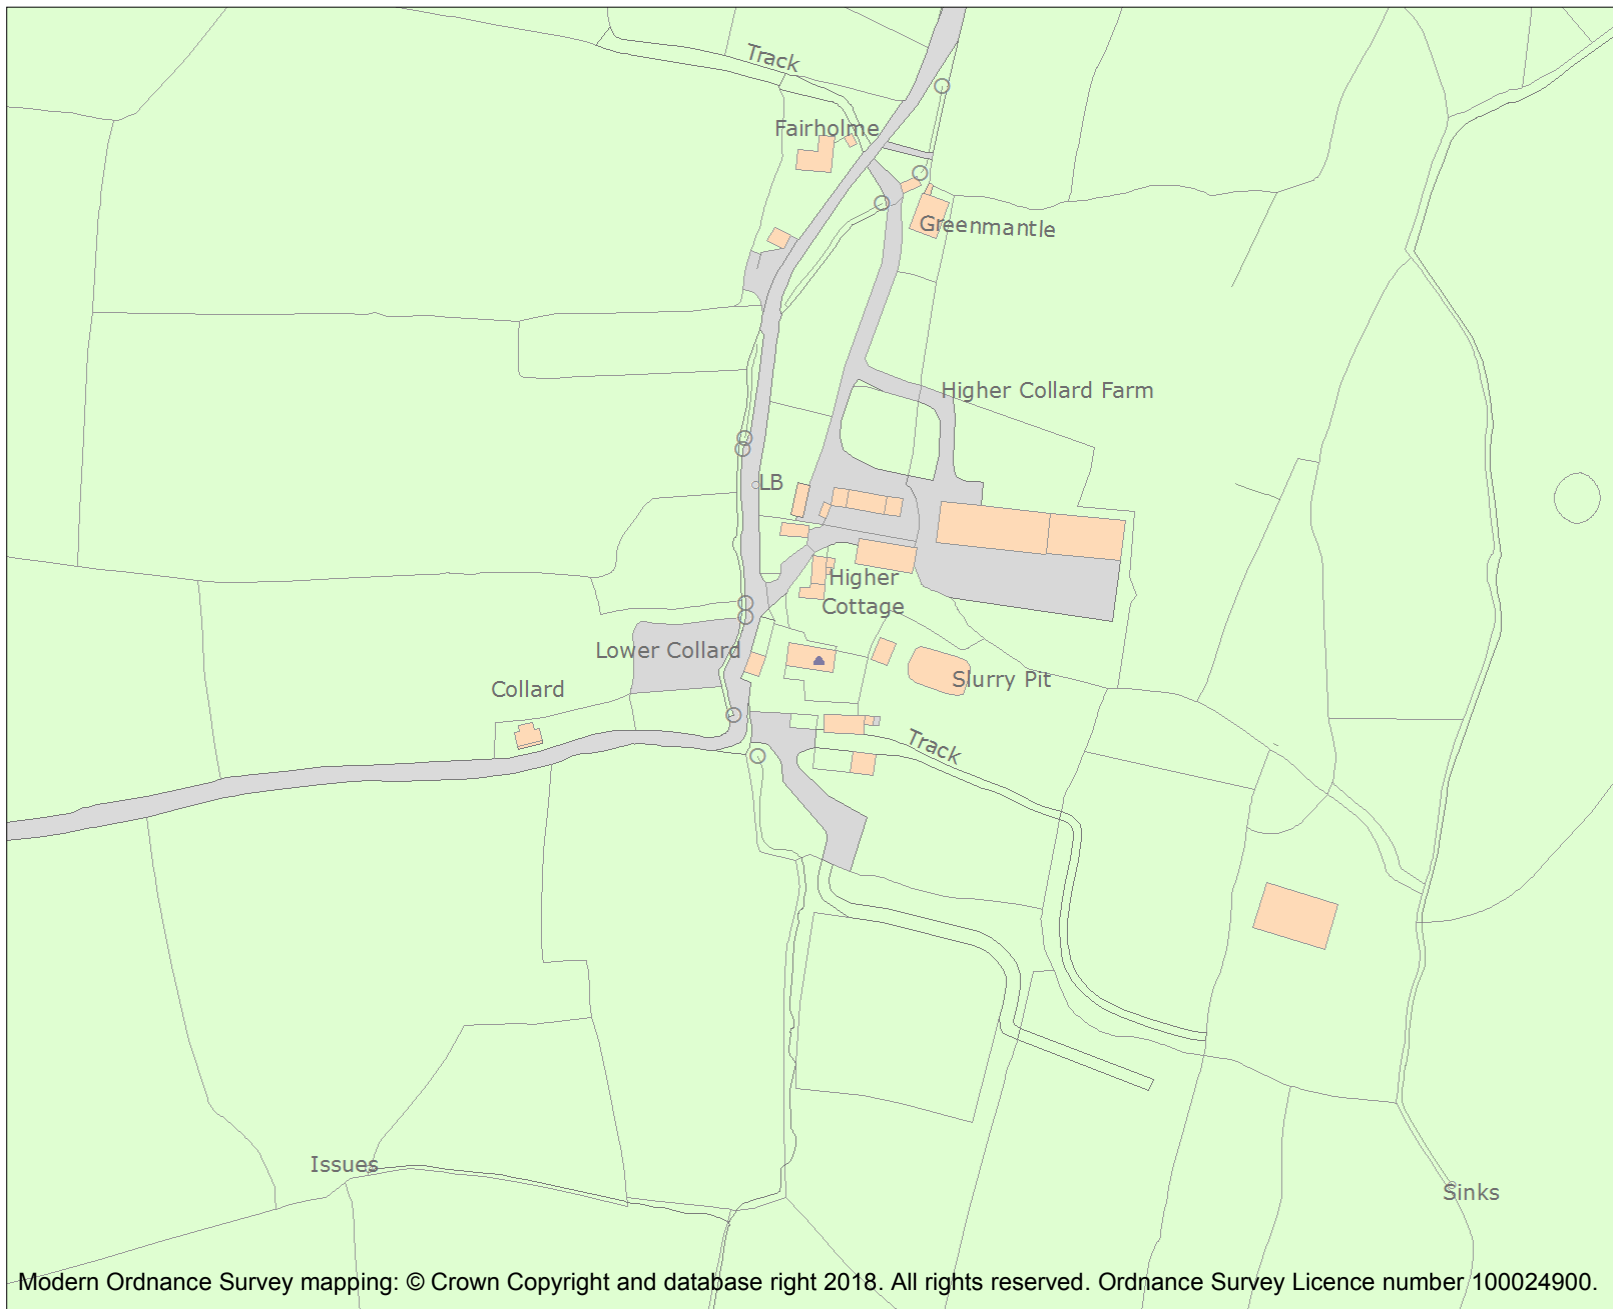 Track
Fairholme
Greenmantle
Higher Collard Farm
LB
Higher
Cottage
Lower Collard
Slurry Pit
Collard
Track
Issues
Sinks
Modern Ordnance Survey mapping: © Crown Copyright and database right 2018. All rights reserved. Ordnance Survey Licence number 100024900.